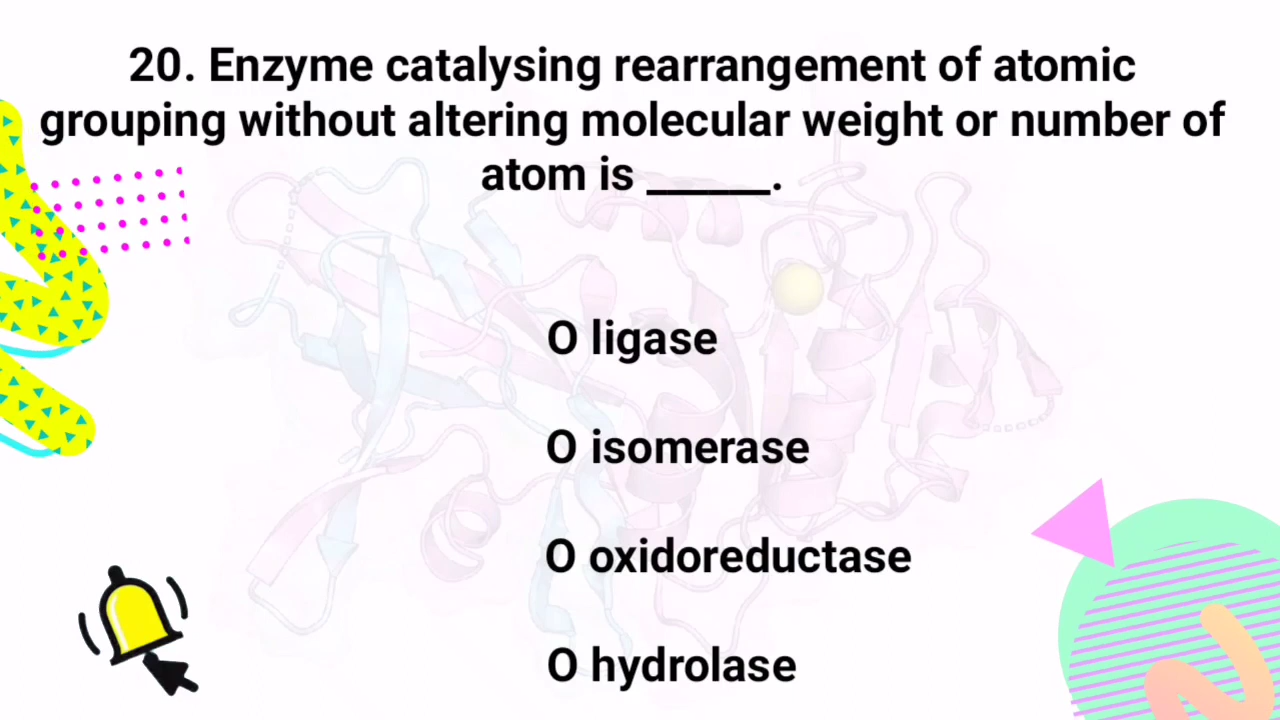 20. Enzyme catalysing rearrangement of atomic
grouping without altering molecular weight or number of
atom is ______.
O ligase
O isomerase
O oxidoreductase
O hydrolase